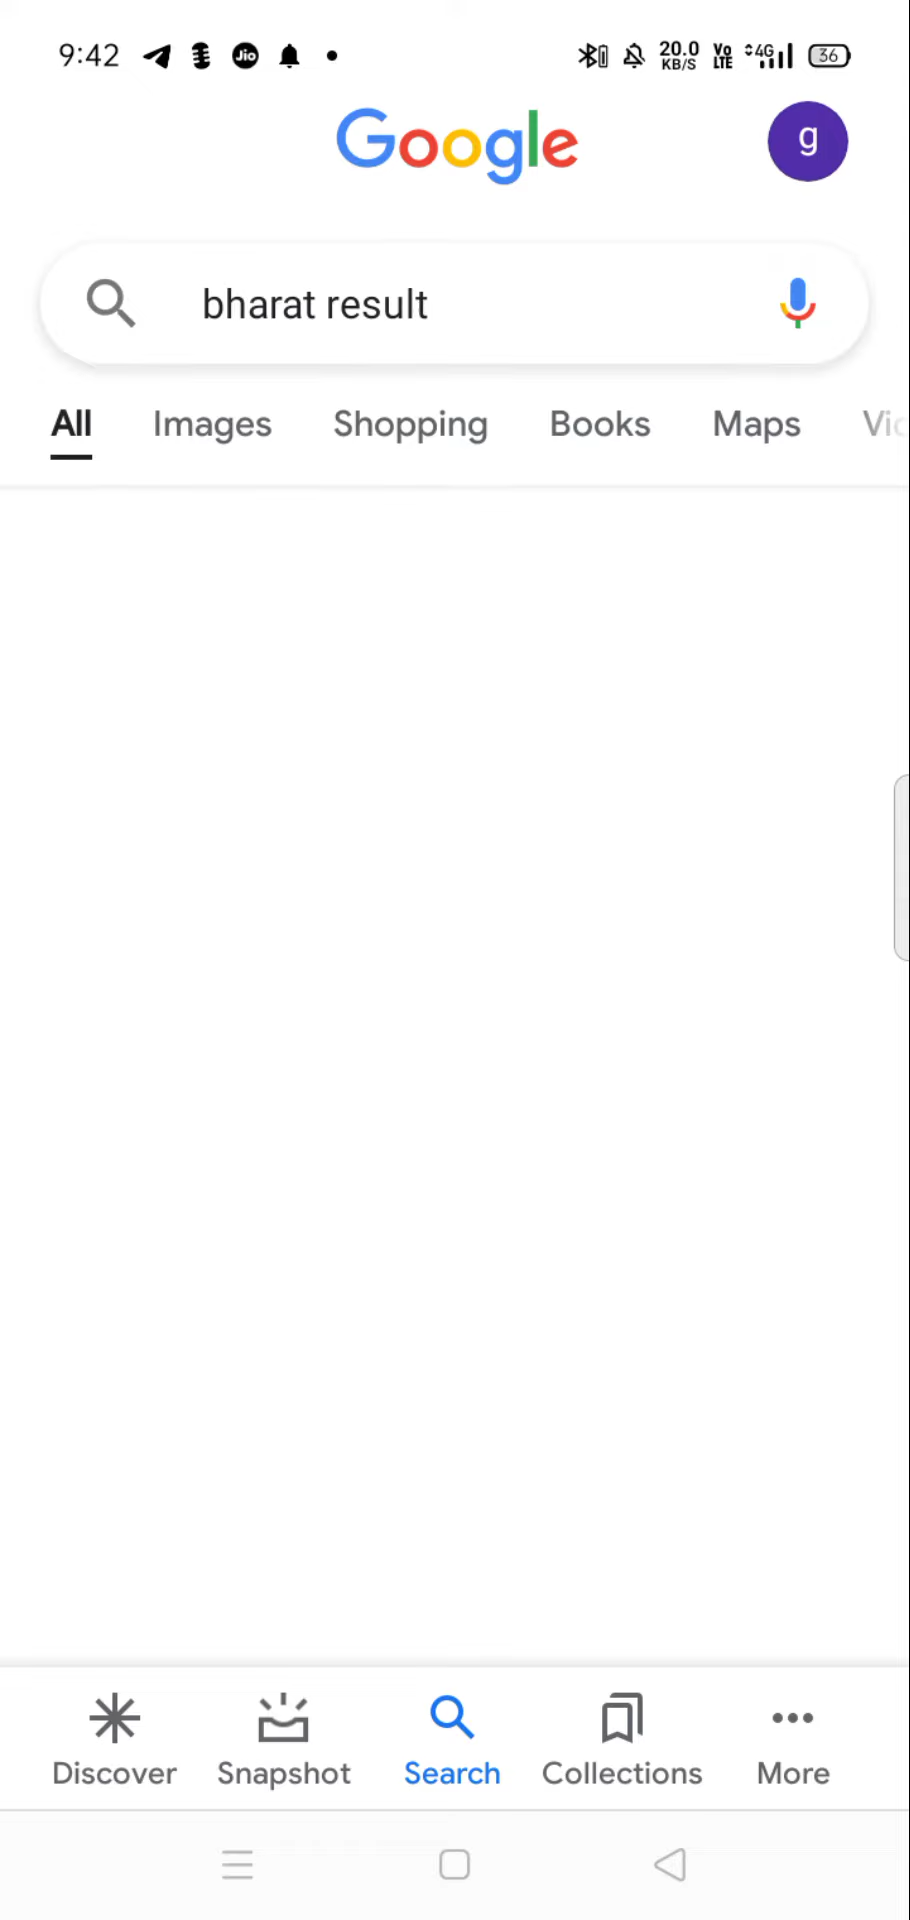 9:42 Jio 20.0 KB/S Vo LTE 4G 36
Google g
bharat result
All Images Shopping Books Maps
Discover Snapshot Search Collections More